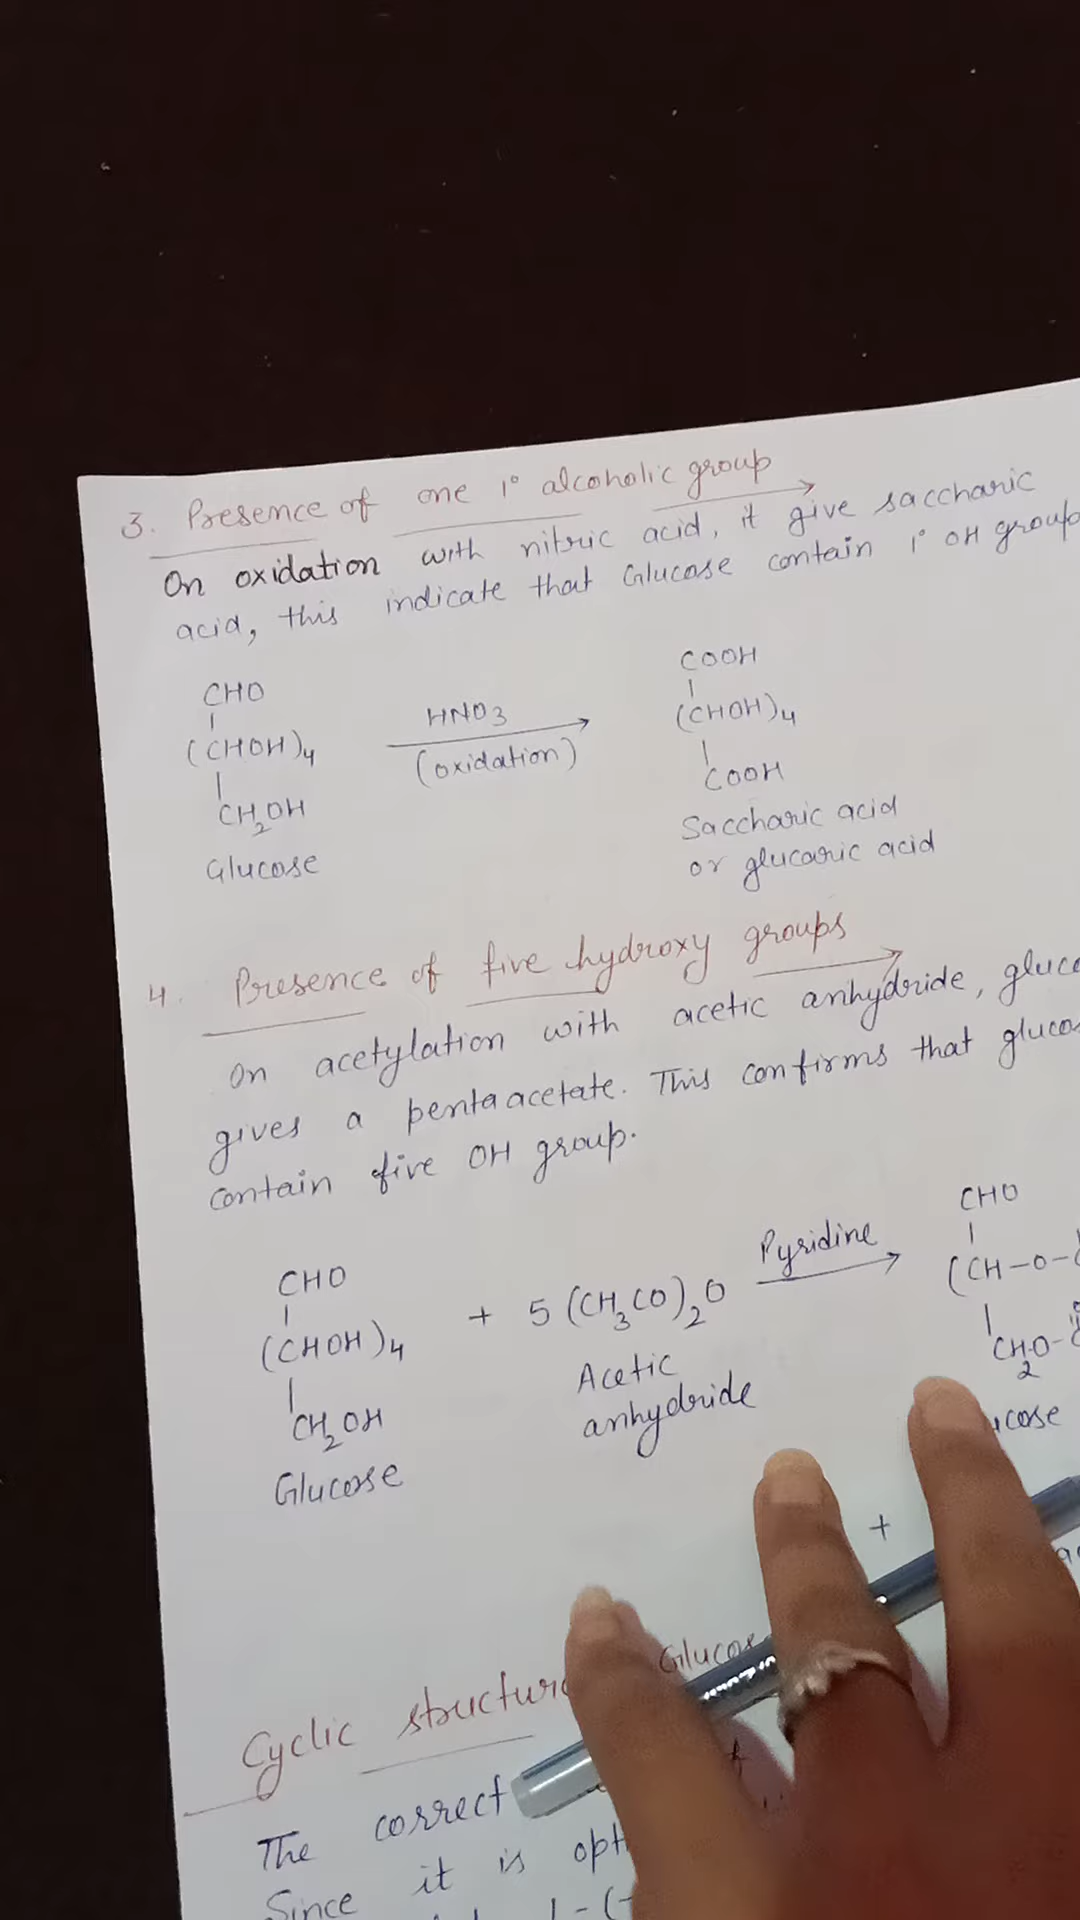 3. Presence of one 1° alcoholic group
On oxidation with nitric acid, it give saccharic
acid, this indicate that Glucose contain 1° OH group
CHO
(CHOH)4
CH2OH
Glucose
HNO3
(oxidation)
COOH
(CHOH)4
COOH
Saccharic acid
or glucaric acid
4. Presence of five hydroxy groups
On acetylation with acetic anhydride, gluco
gives a pentaacetate. This confirms that gluco
contain five OH group.
CHO
(CHOH)4
CH2OH
Glucose
+ 5 (CH3CO)2O
Acetic
anhydride
Pyridine
CHO
(CH-O-
CH2O-
cose
+
Cyclic structure Glucos
The correct
Since it is opt